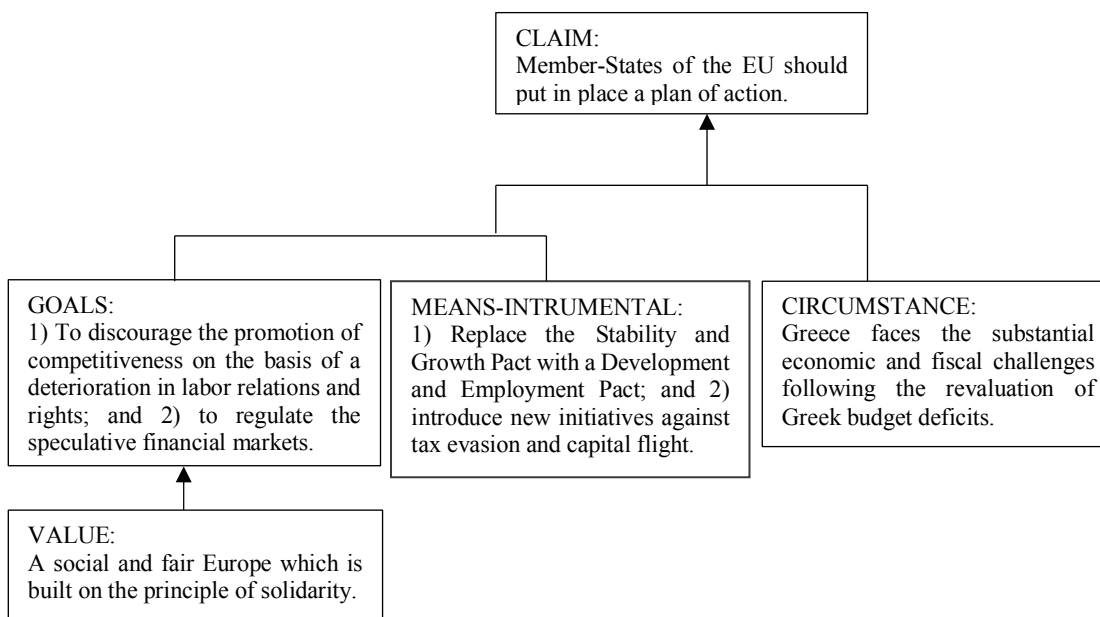 CLAIM:
Member-States of the EU should
put in place a plan of action.
GOALS:
1) To discourage the promotion of
competitiveness on the basis of a
deterioration in labor relations and
rights; and 2) to regulate the
speculative financial markets.
MEANS-INTRUMENTAL:
1) Replace the Stability and
Growth Pact with a Development
and Employment Pact; and 2)
introduce new initiatives against
tax evasion and capital flight.
CIRCUMSTANCE:
Greece faces the substantial
economic and fiscal challenges
following the revaluation of
Greek budget deficits.
VALUE:
A social and fair Europe which is
built on the principle of solidarity.